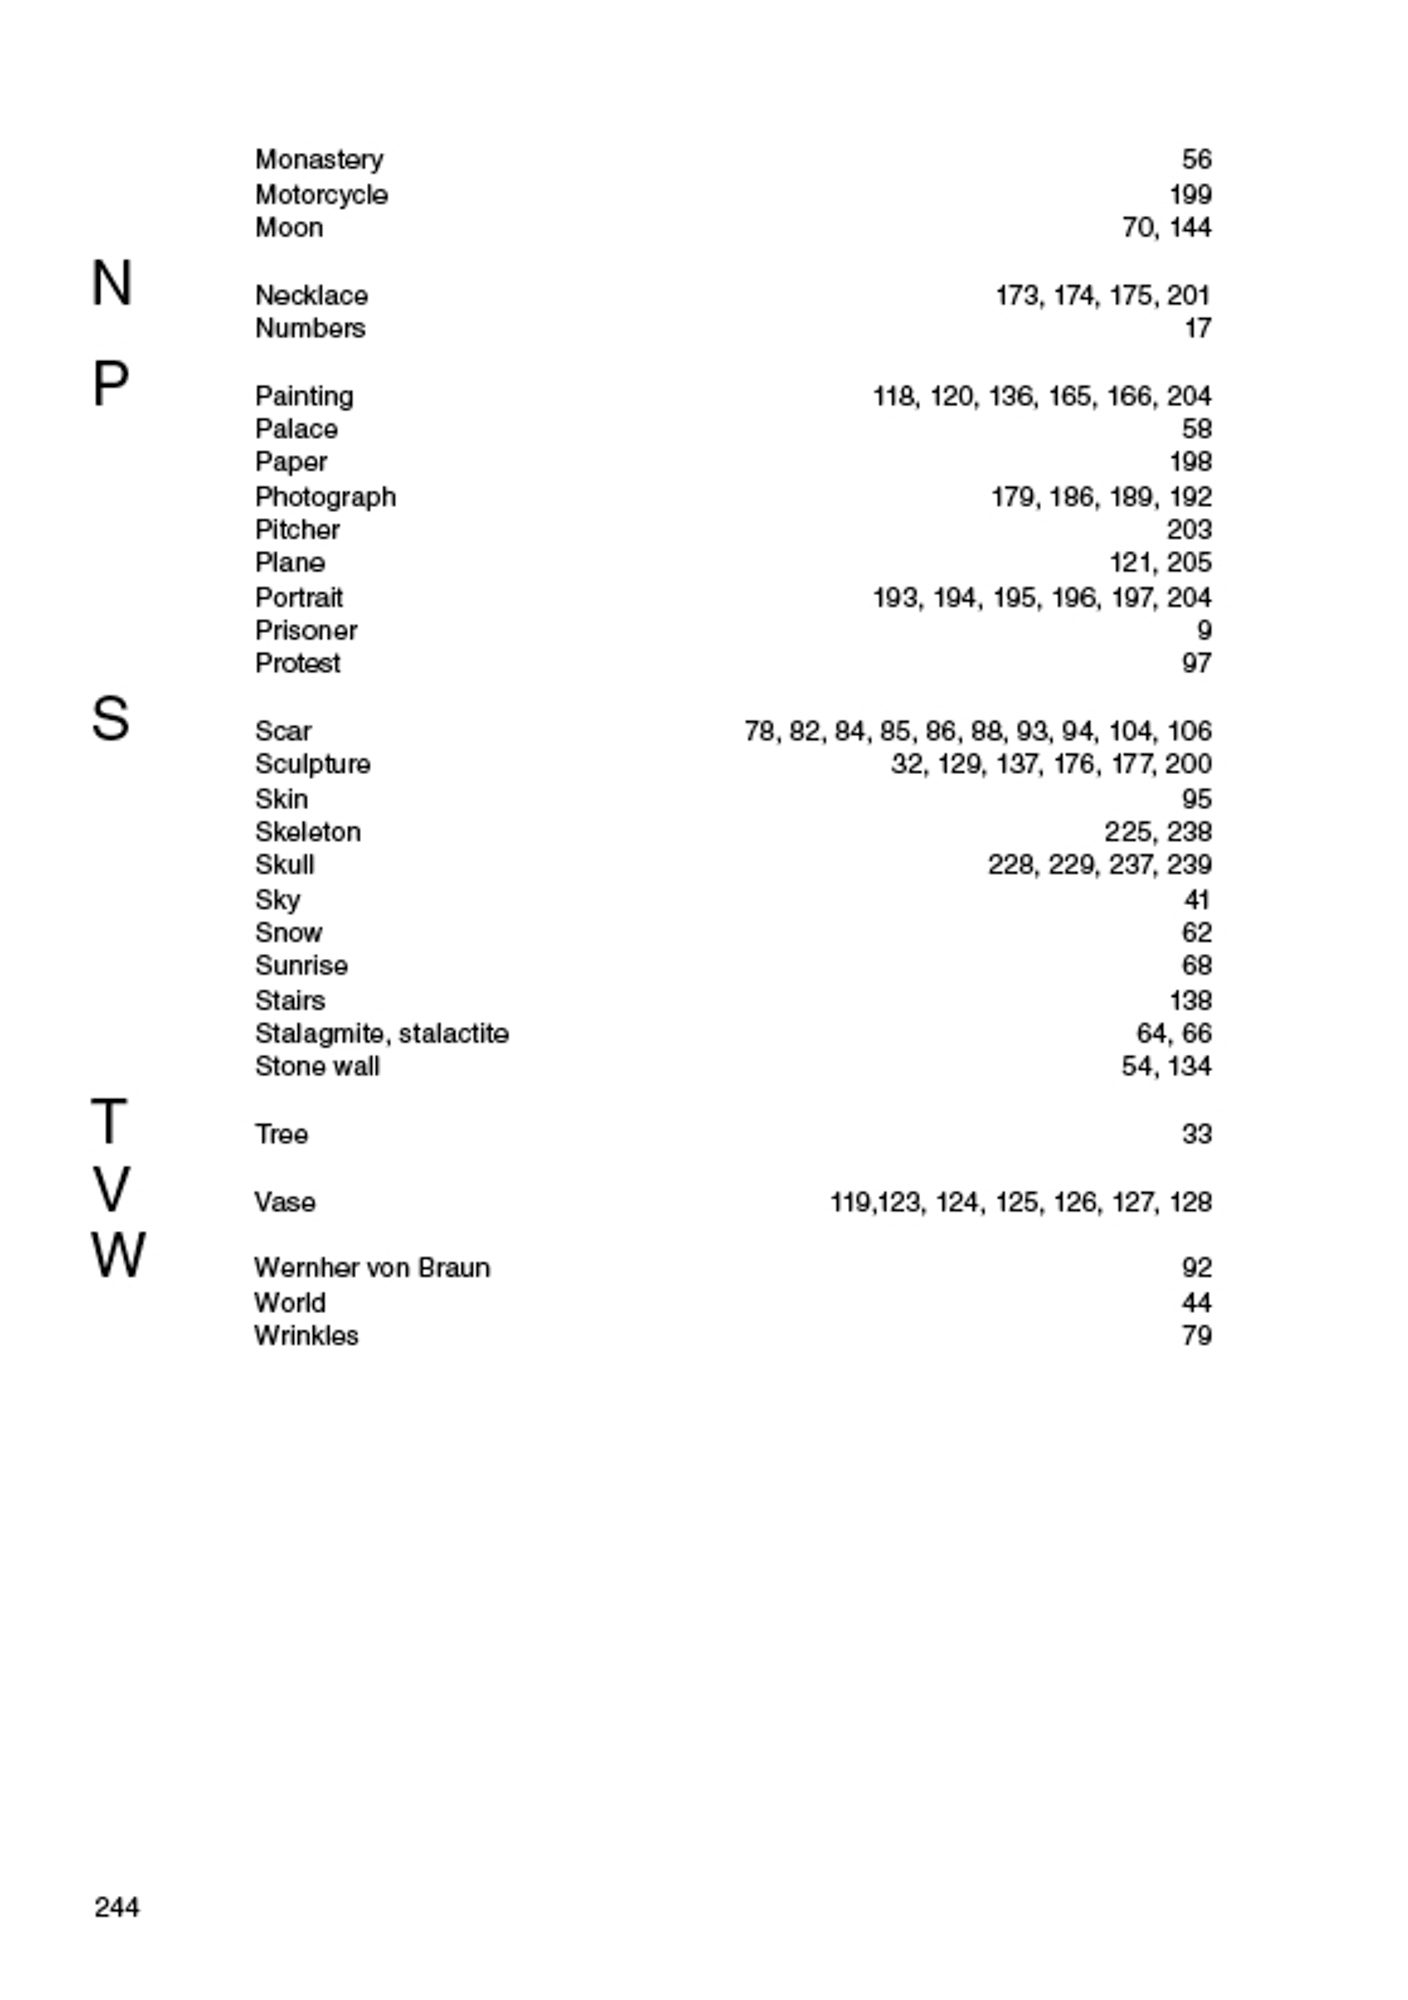 Monastery 56
Motorcycle 199
Moon 70, 144
N
Necklace 173, 174, 175, 201
Numbers 17
P
Painting 118, 120, 136, 165, 166, 204
Palace 58
Paper 198
Photograph 179, 186, 189, 192
Pitcher 203
Plane 121, 205
Portrait 193, 194, 195, 196, 197, 204
Prisoner 9
Protest 97
S
Scar 78, 82, 84, 85, 86, 88, 93, 94, 104, 106
Sculpture 32, 129, 137, 176, 177, 200
Skin 95
Skeleton 225, 238
Skull 228, 229, 237, 239
Sky 41
Snow 62
Sunrise 68
Stairs 138
Stalagmite, stalactite 64, 66
Stone wall 54, 134
T
Tree 33
V
Vase 119,123, 124, 125, 126, 127, 128
W
Wernher von Braun 92
World 44
Wrinkles 79
244